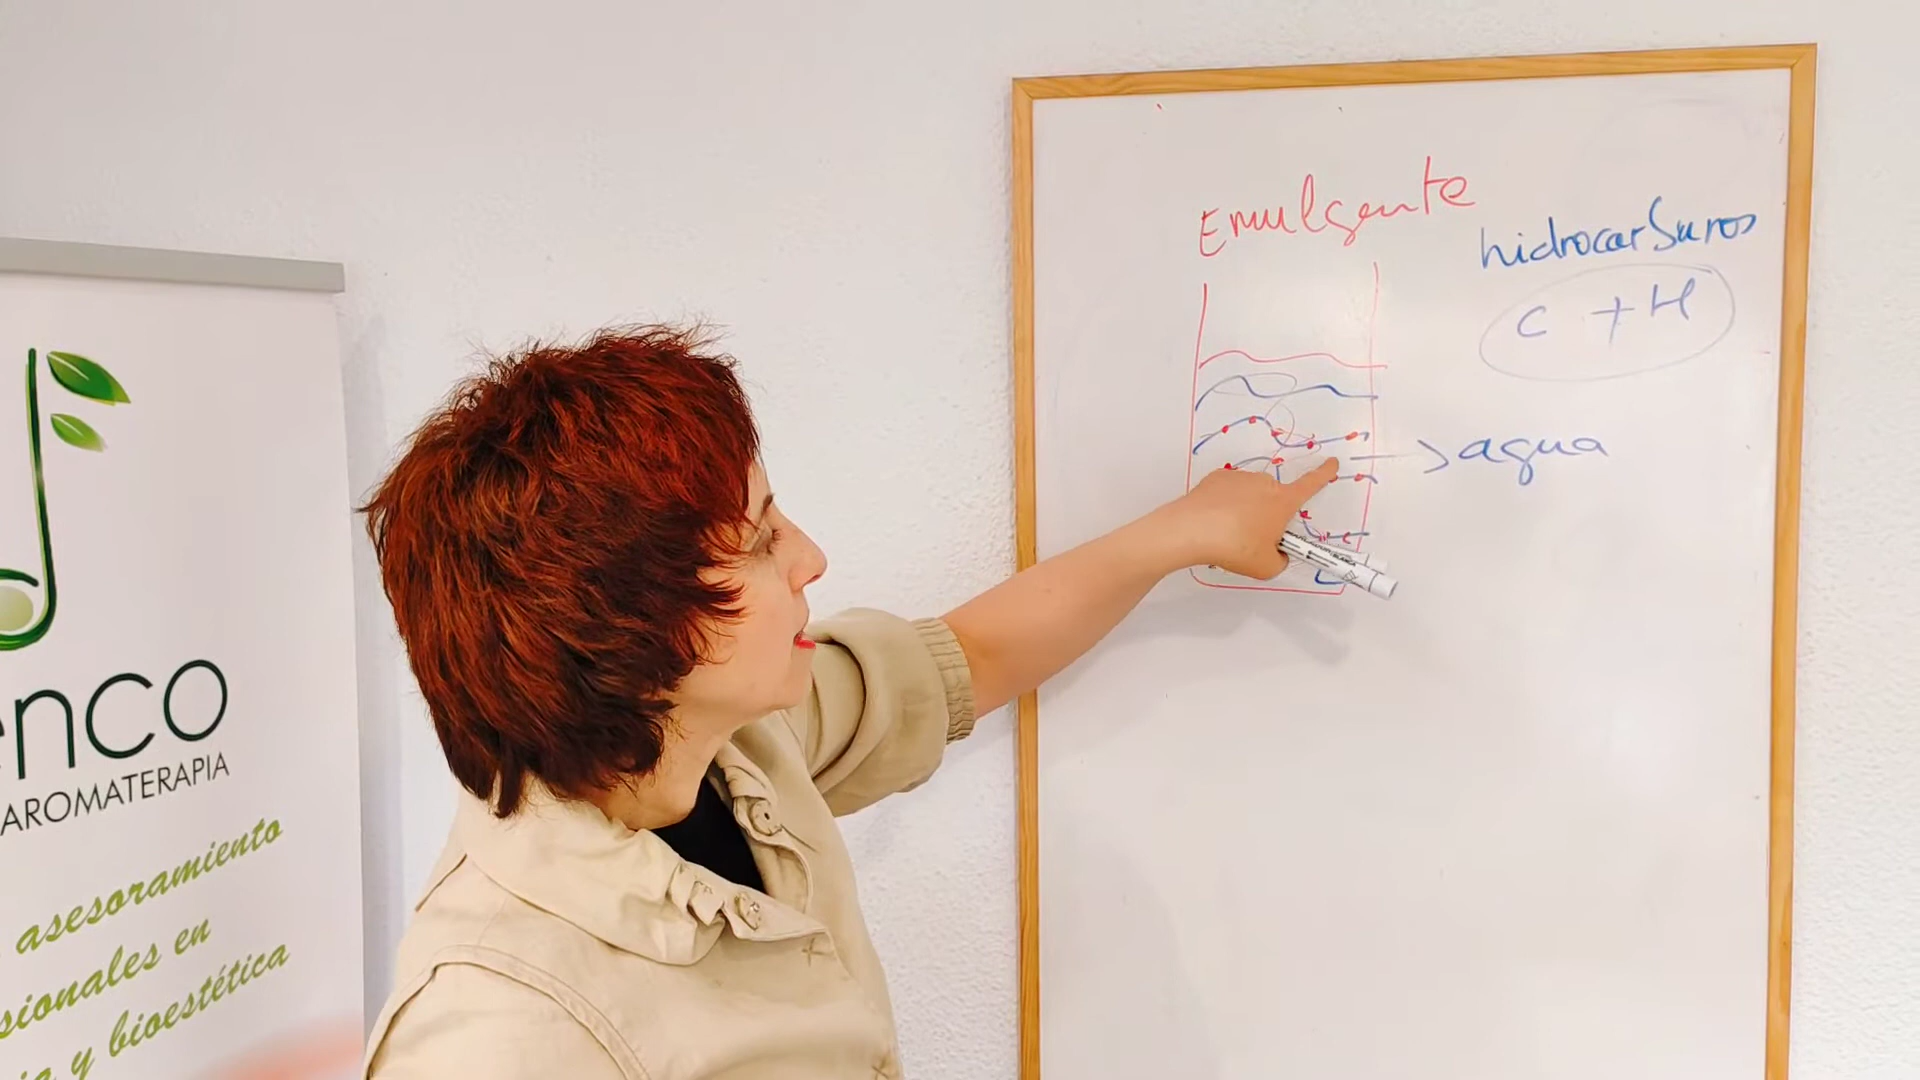 Emulgente
hidrocarburos
C + H
agua
enco
AROMATERAPIA
asesoramiento
sionales en
y bioestética